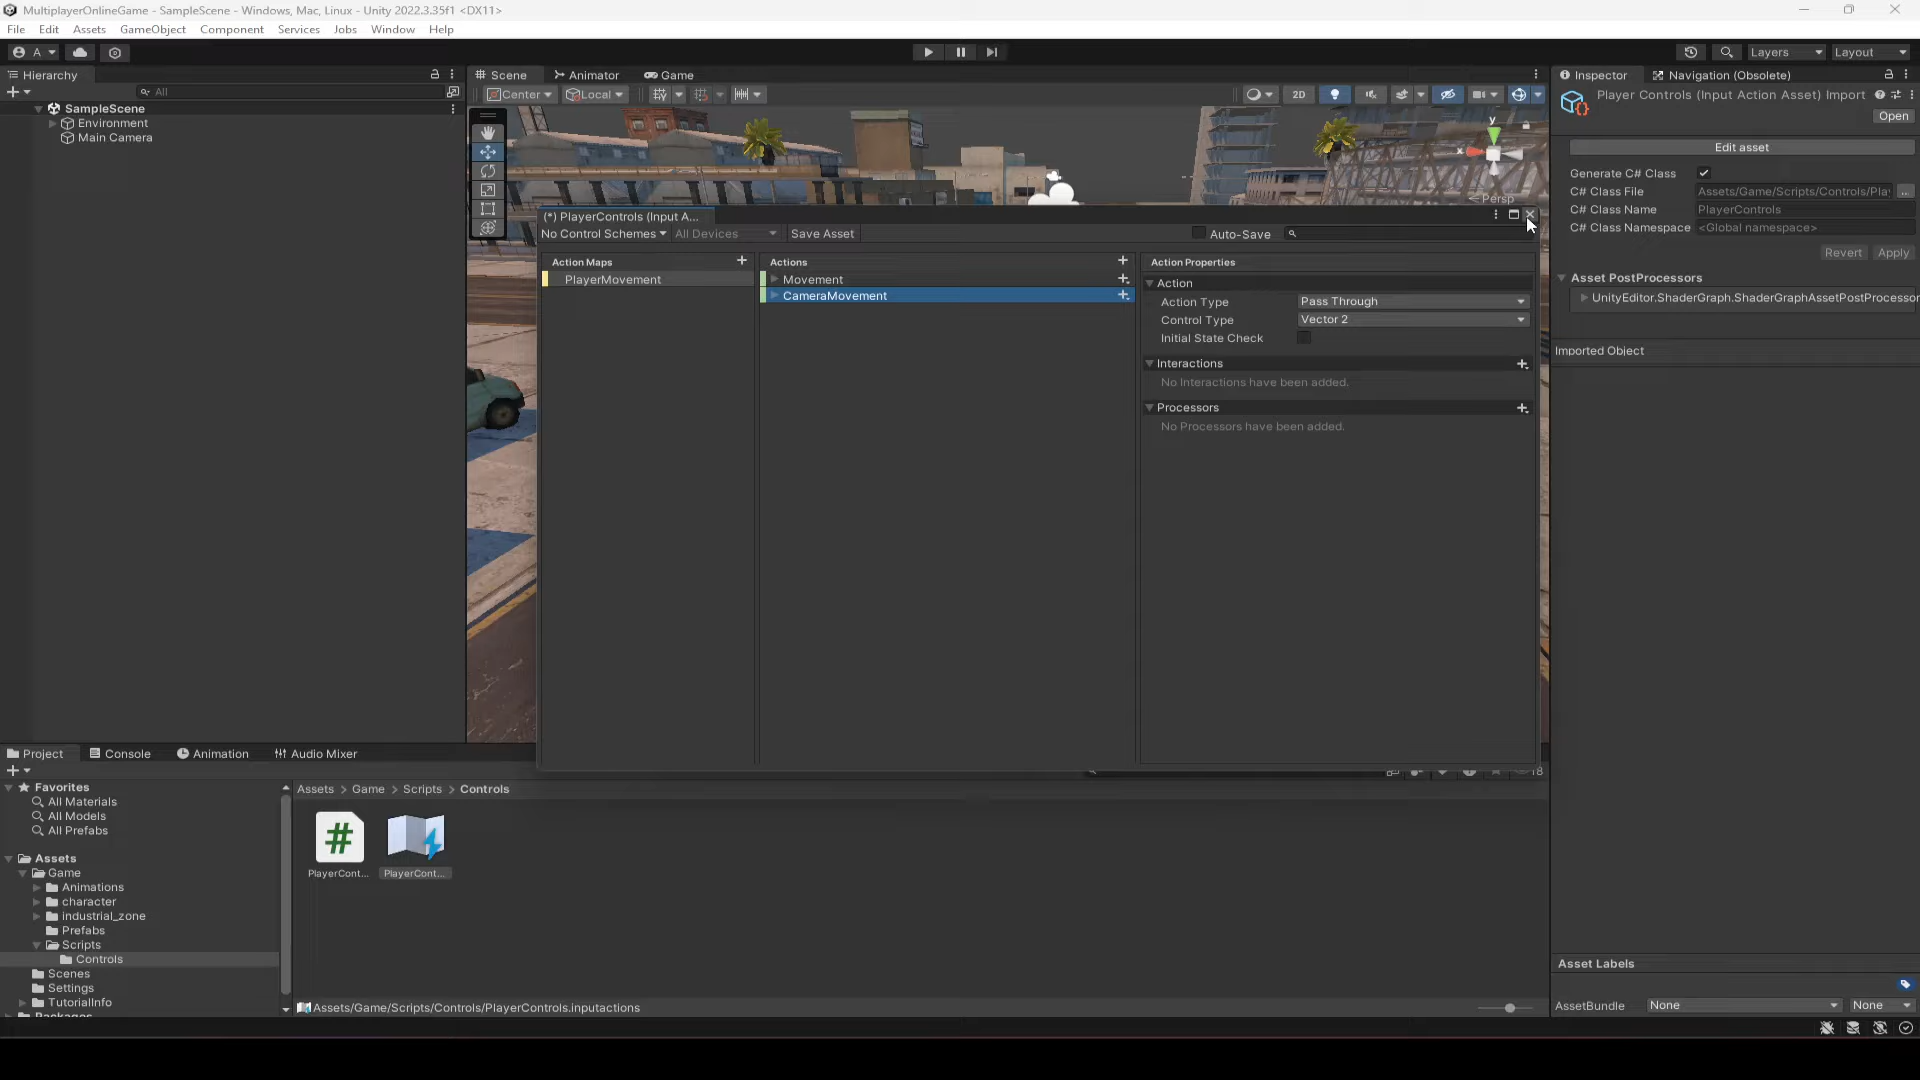 MultiplayerOnlineGame - SampleScene - Windows, Mac, Linux - Unity 2022.3.35f1 <DX11>
File Edit Assets GameObject Component Services Jobs Window Help
A Layers Layout
Hierarchy
All
SampleScene
Environment
Main Camera
Scene Animator Game
Center Local 2D
y
x
Persp
(*) PlayerControls (Input A...
No Control Schemes All Devices Save Asset Auto-Save
Action Maps
PlayerMovement
Actions
Movement
CameraMovement
Action Properties
Action
Action Type Pass Through
Control Type Vector 2
Initial State Check
Interactions
No Interactions have been added.
Processors
No Processors have been added.
Inspector Navigation (Obsolete)
Player Controls (Input Action Asset) Import
Open
Edit asset
Generate C# Class
C# Class File Assets/Game/Scripts/Controls/Pla ...
C# Class Name PlayerControls
C# Class Namespace <Global namespace>
Revert Apply
Asset PostProcessors
UnityEditor.ShaderGraph.ShaderGraphAssetPostProcessor
Imported Object
Project Console Animation Audio Mixer
18
Favorites
All Materials
All Models
All Prefabs
Assets
Game
Animations
character
industrial_zone
Prefabs
Scripts
Controls
Scenes
Settings
TutorialInfo
Packages
Assets > Game > Scripts > Controls
PlayerCont... PlayerCont...
Assets/Game/Scripts/Controls/PlayerControls.inputactions
Asset Labels
AssetBundle None None